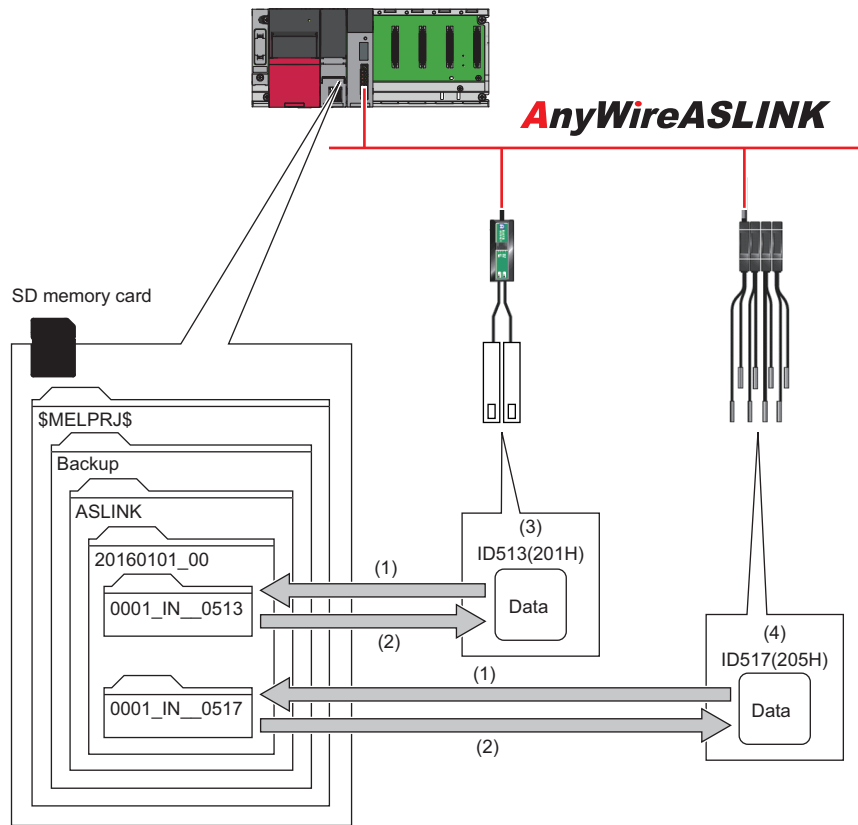 AnyWireASLINK
SD memory card
$MELPRJ$
Backup
ASLINK
20160101_00
0001_IN__0513
0001_IN__0517
(1)
(2)
(3)
ID513(201H)
Data
(1)
(2)
(4)
ID517(205H)
Data